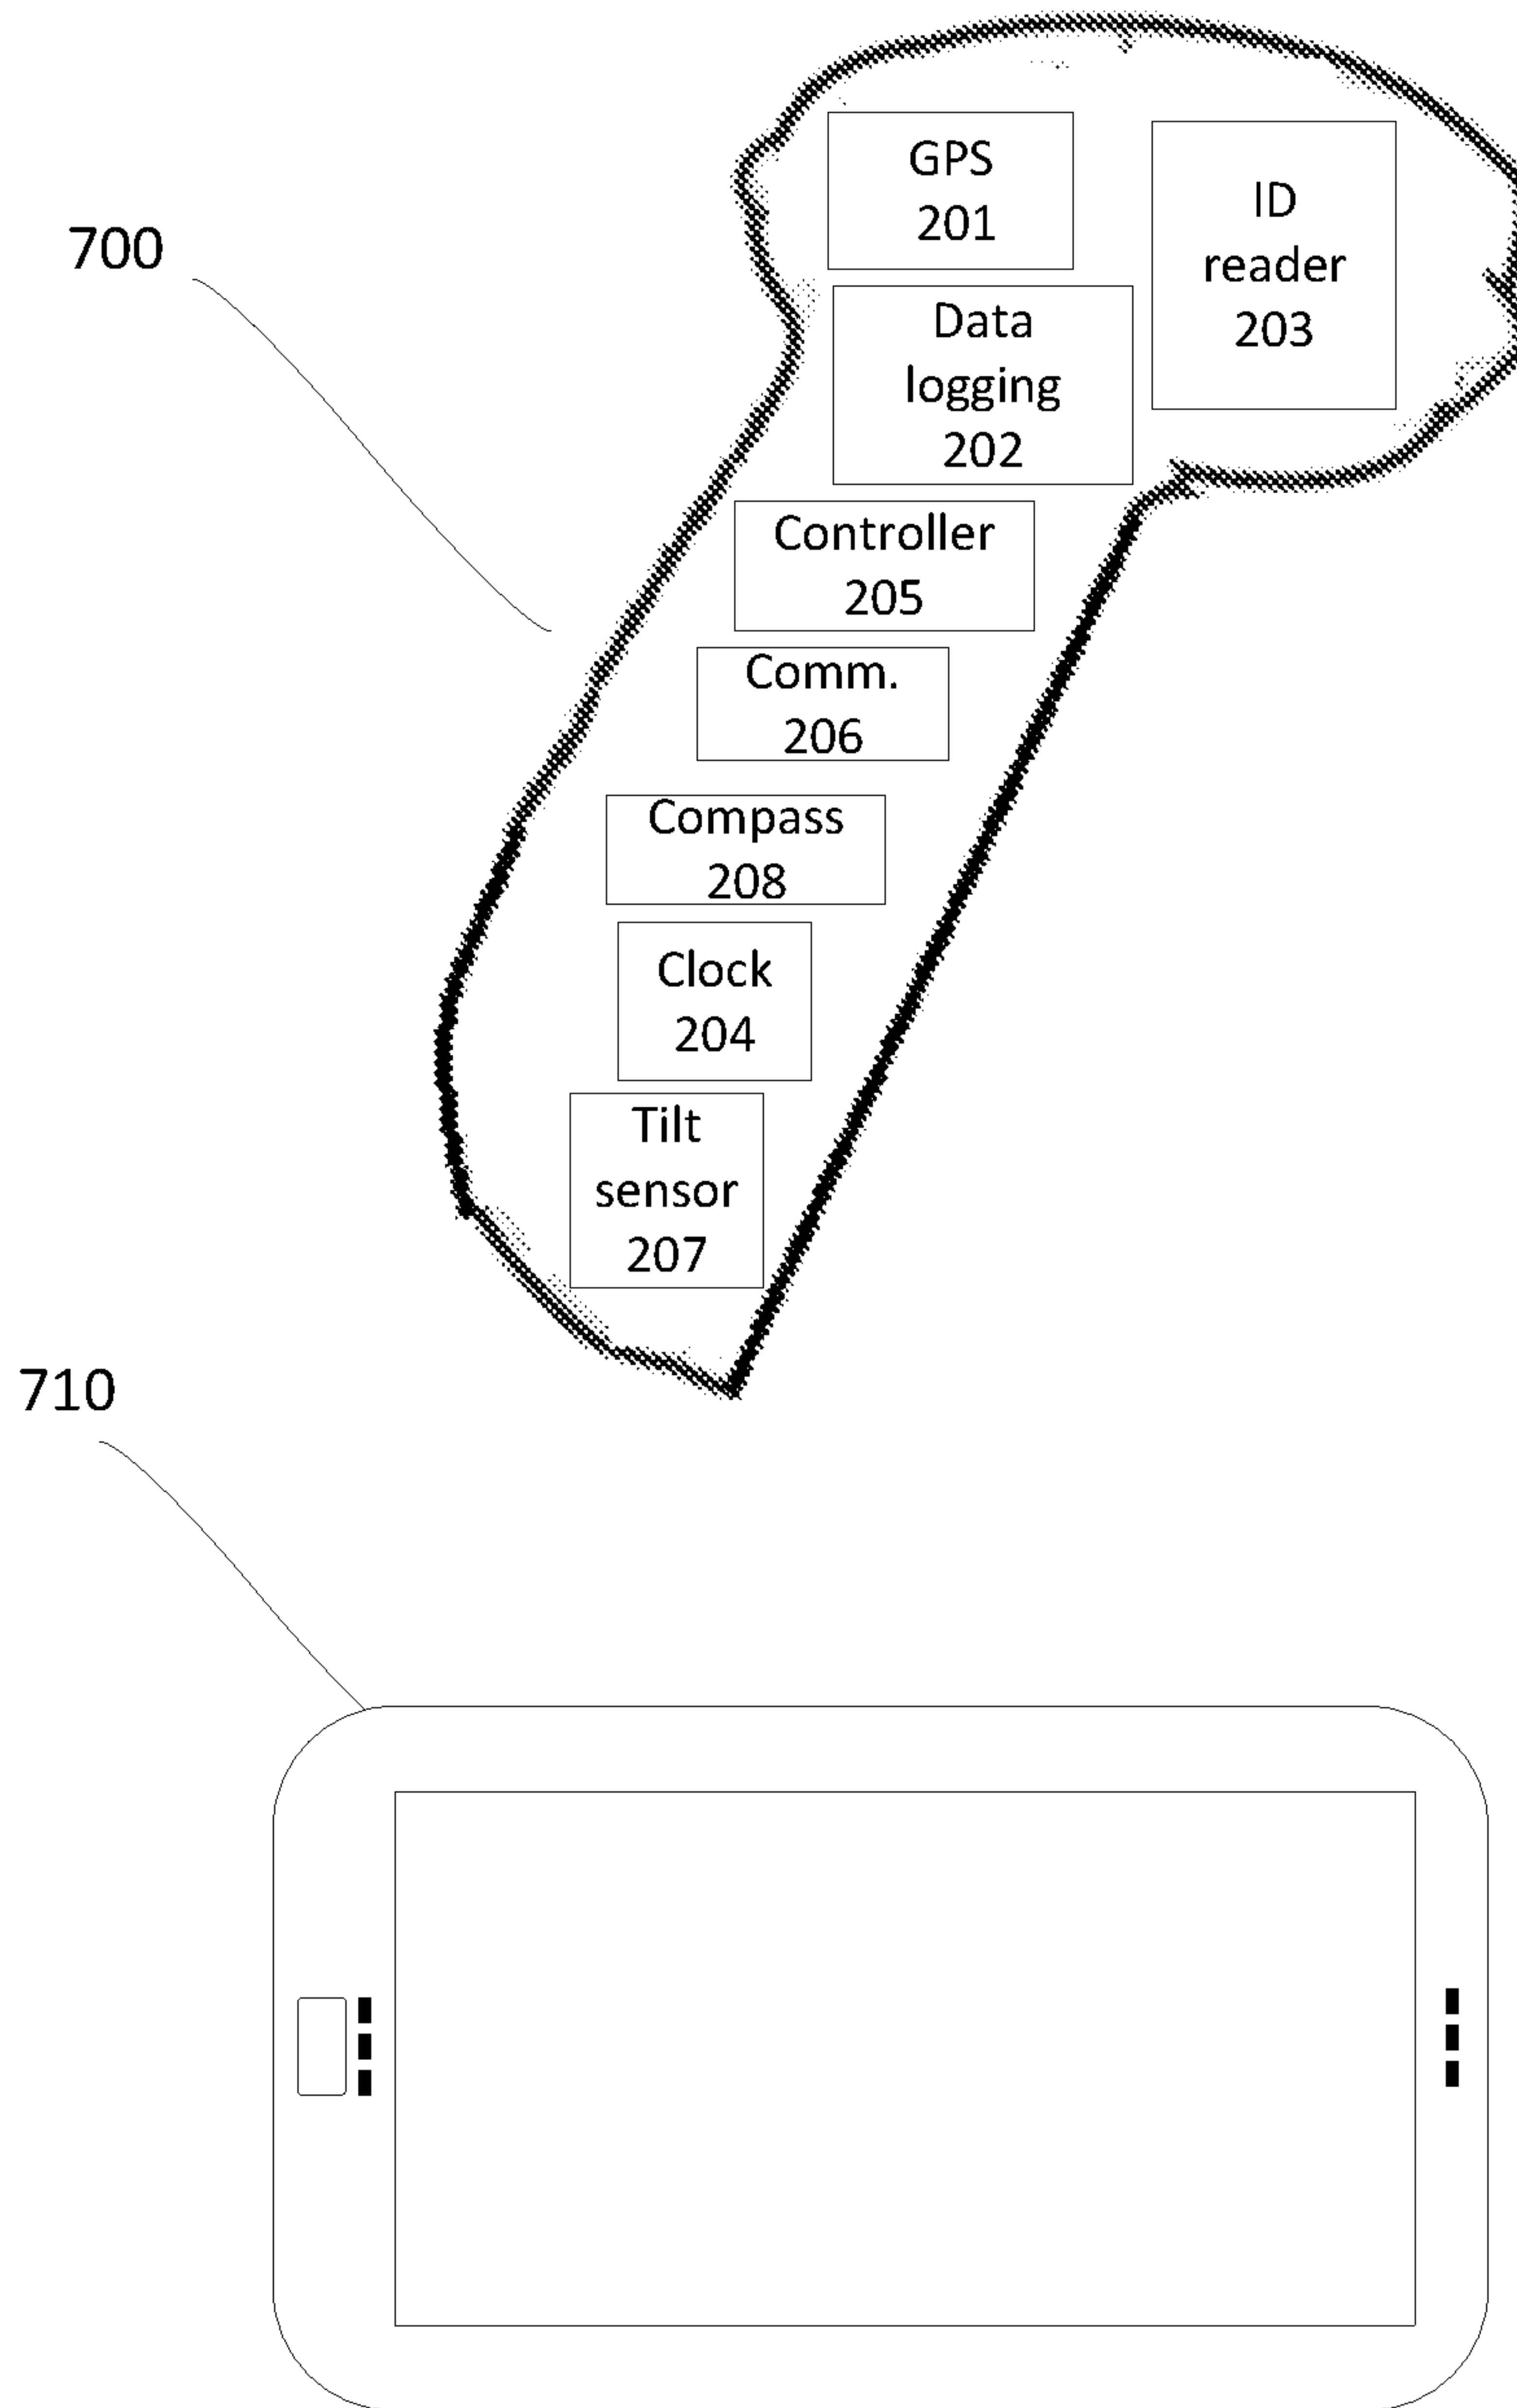 700
GPS
201
ID
reader
203
Data
logging
202
Controller
205
Comm.
206
Compass
208
Clock
204
Tilt
sensor
207
710